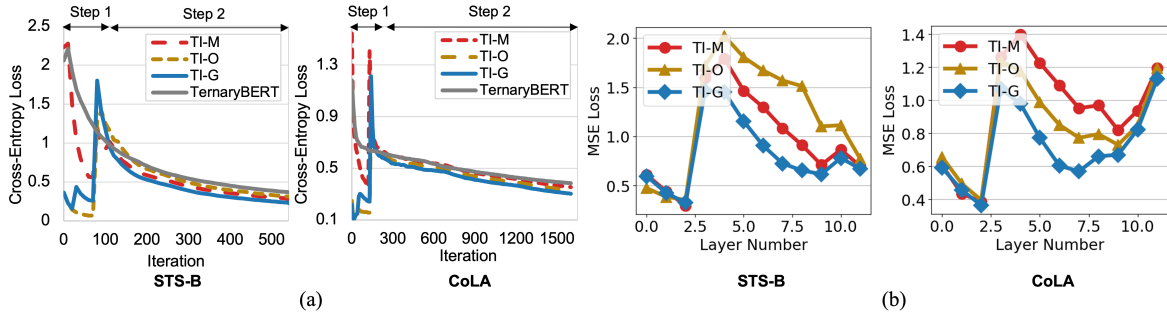 Step 1 Step 2
Cross-Entropy Loss
2.5
2
1.5
1
0.5
0
TI-M
TI-O
TI-G
TernaryBERT
0 100 200 300 400 500
Iteration
STS-B
Step 1 Step 2
Cross-Entropy Loss
1.3
0.9
0.5
0.1
TI-M
TI-O
TI-G
TernaryBERT
0 300 600 900 1200 1500
Iteration
CoLA
(a)
MSE Loss
2.0
1.5
1.0
0.5
TI-M
TI-O
TI-G
0.0 2.5 5.0 7.5 10.0
Layer Number
STS-B
MSE Loss
1.4
1.2
1.0
0.8
0.6
0.4
TI-M
TI-O
TI-G
0.0 2.5 5.0 7.5 10.0
Layer Number
CoLA
(b)